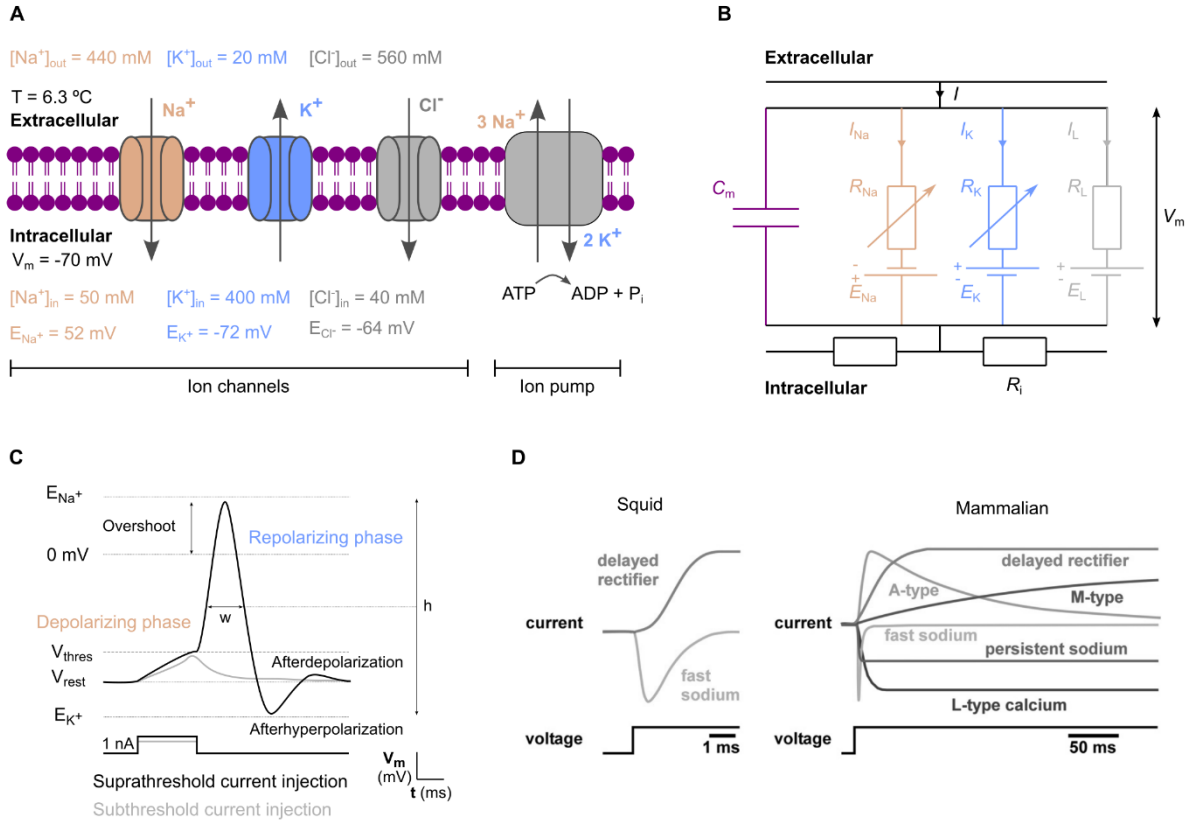 A
[Na⁺]out = 440 mM [K⁺]out = 20 mM [Cl⁻]out = 560 mM
T = 6.3 ºC
Extracellular
Na⁺ K⁺ Cl⁻ 3 Na⁺
Intracellular
Vm = -70 mV
2 K⁺
[Na⁺]in = 50 mM [K⁺]in = 400 mM [Cl⁻]in = 40 mM
ATP ADP + Pi
ENa⁺ = 52 mV EK⁺ = -72 mV ECl⁻ = -64 mV
Ion channels Ion pump
B
Extracellular
I
INa IK IL
Cm RNa RK RL Vm
- + +
+ - -
ENa EK EL
Intracellular Ri
C
ENa⁺
Overshoot
Repolarizing phase
0 mV
h
w
Depolarizing phase
Vthres
Afterdepolarization
Vrest
EK⁺
Afterhyperpolarization
1 nA
Vm
(mV)
t (ms)
Suprathreshold current injection
Subthreshold current injection
D
Squid Mammalian
delayed
rectifier
current
fast
sodium
voltage
1 ms
delayed rectifier
A-type
M-type
current
fast sodium
persistent sodium
L-type calcium
voltage
50 ms